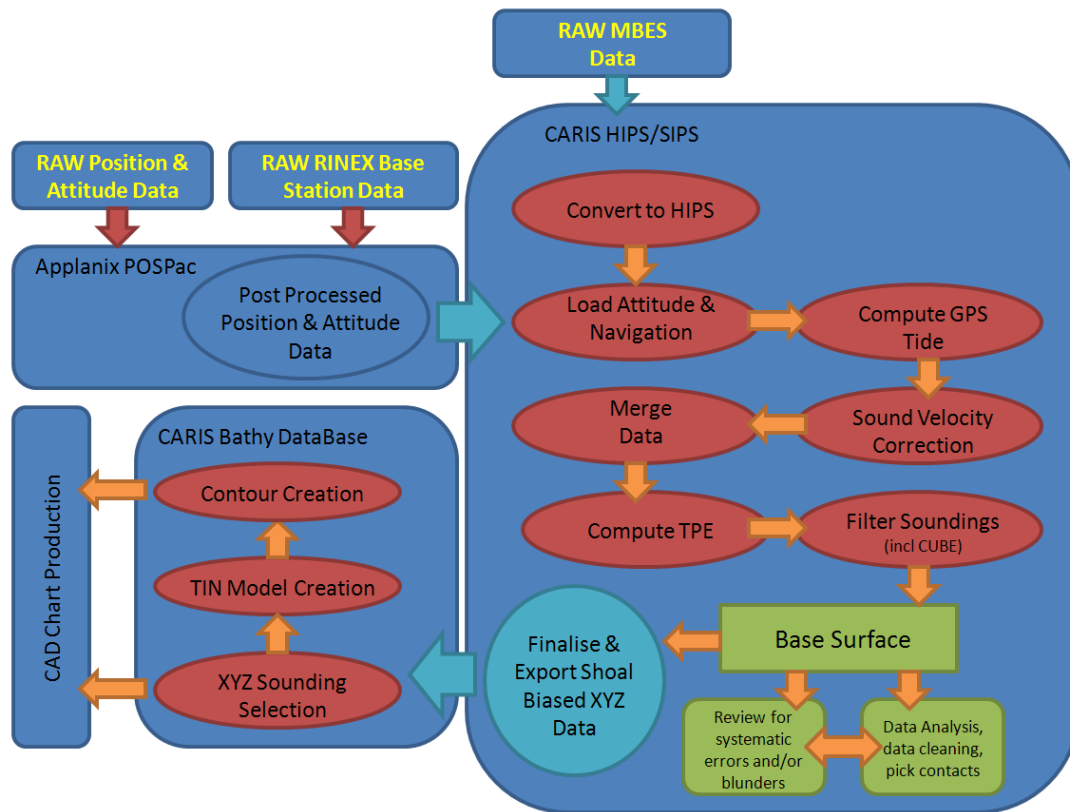 RAW MBES
Data
CARIS HIPS/SIPS
RAW Position &
Attitude Data
RAW RINEX Base
Station Data
Convert to HIPS
Applanix POSPac
Post Processed
Position & Attitude
Data
Load Attitude &
Navigation
Compute GPS
Tide
Merge
Data
Sound Velocity
Correction
Compute TPE
Filter Soundings
(incl CUBE)
Base Surface
Review for
systematic
errors and/or
blunders
Data Analysis,
data cleaning,
pick contacts
Finalise &
Export Shoal
Biased XYZ
Data
CARIS Bathy DataBase
Contour Creation
TIN Model Creation
XYZ Sounding
Selection
CAD Chart Production